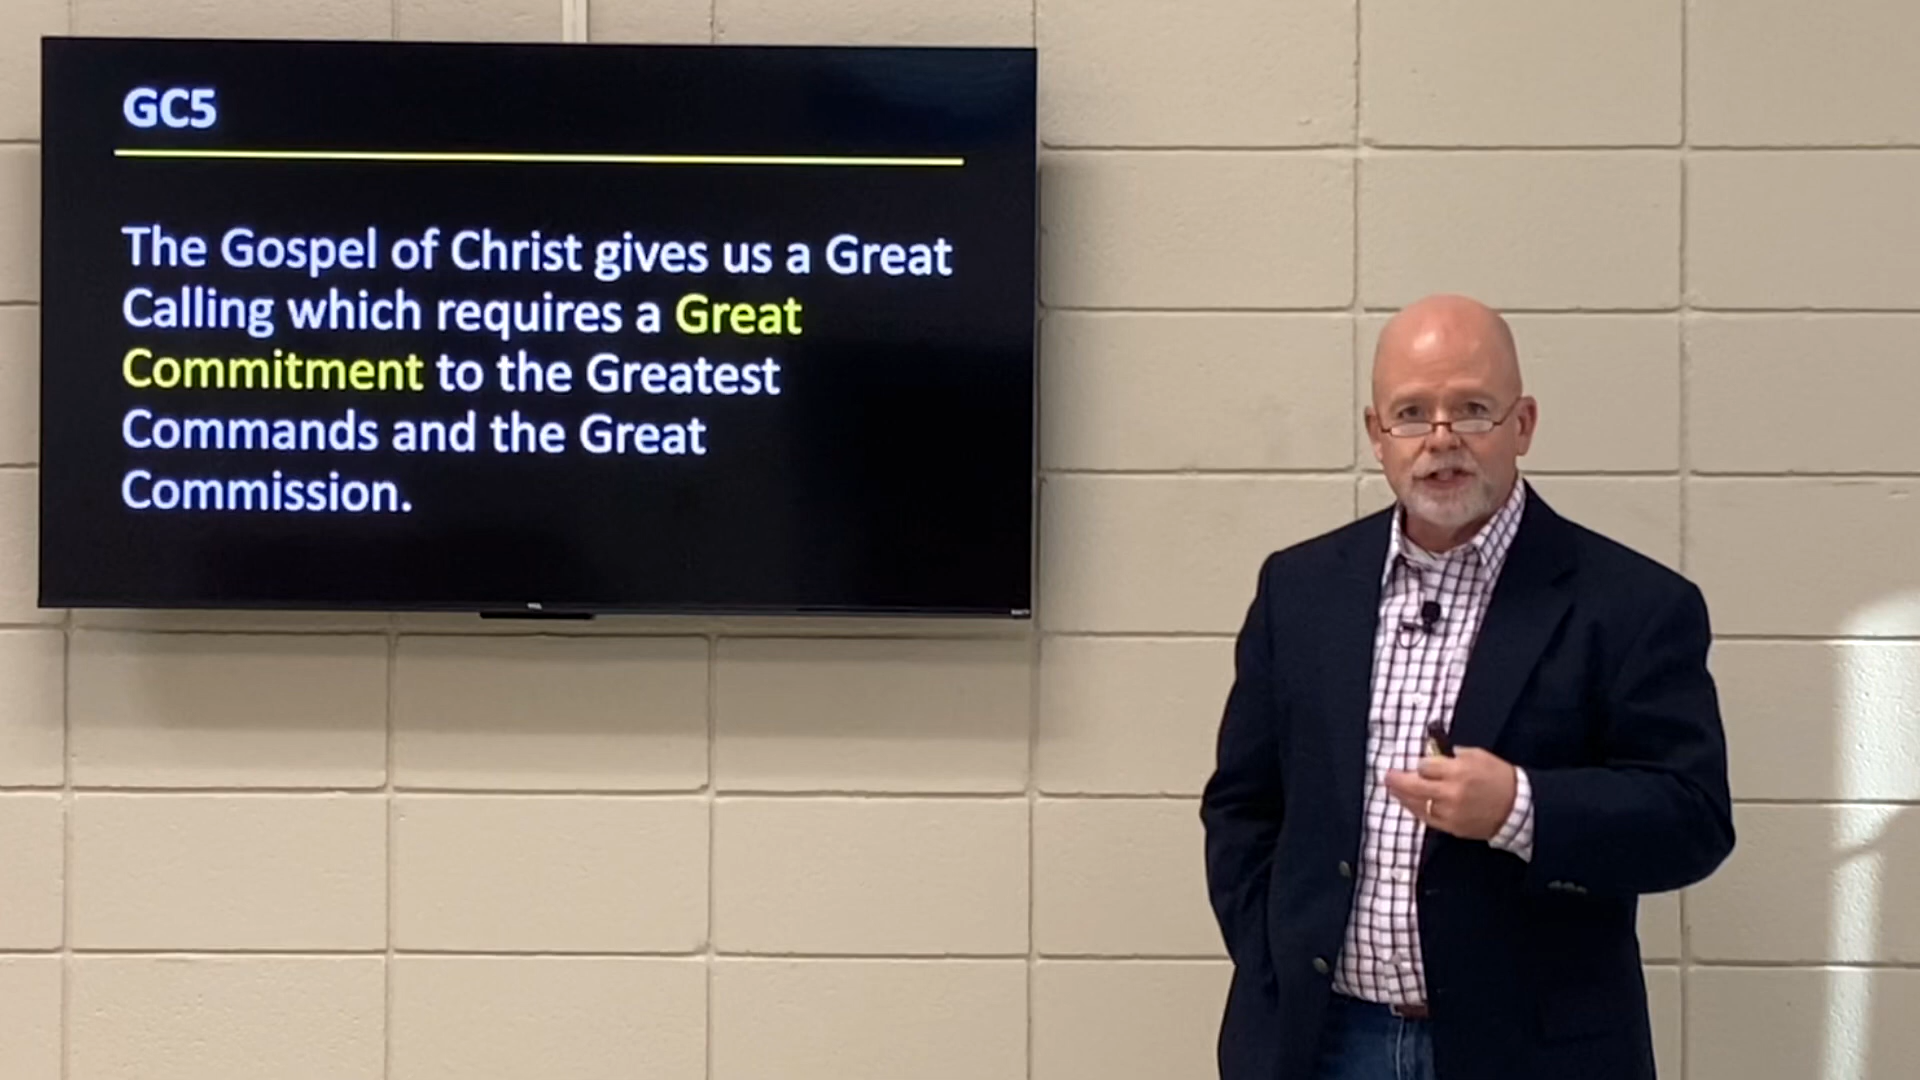 GC5
The Gospel of Christ gives us a Great
Calling which requires a Great
Commitment to the Greatest
Commands and the Great
Commission.